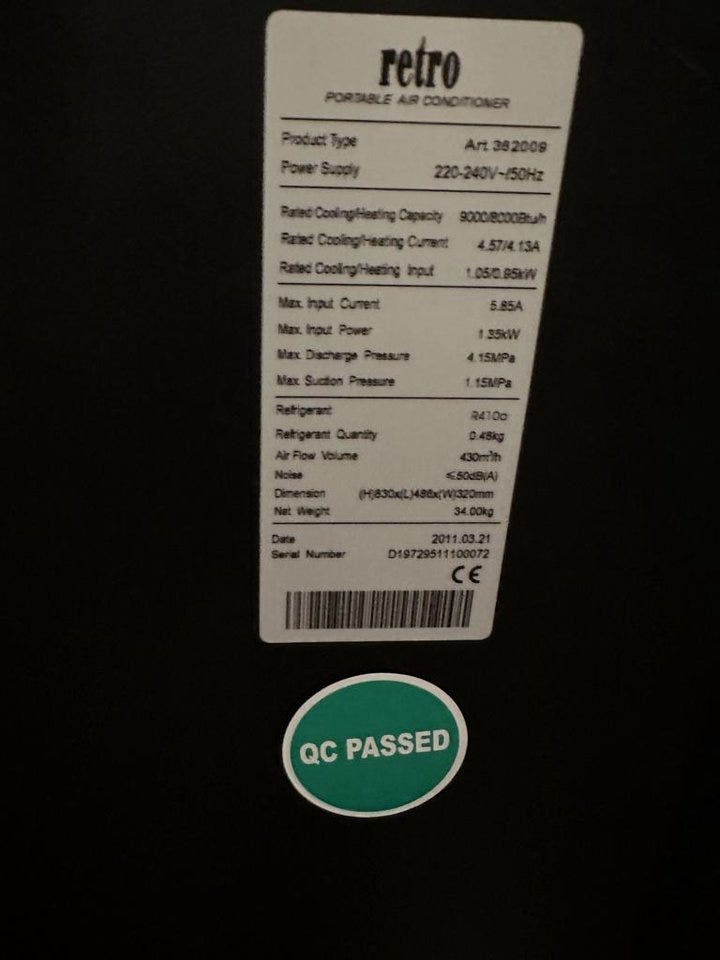 retro
PORTABLE AIR CONDITIONER
Product Type Art. 382009
Power Supply 220-240V~/50Hz
Rated Cooling/Heating Capacity 9000/8000Btu/h
Rated Cooling/Heating Current 4.57/4.13A
Rated Cooling/Heating Input 1.05/0.95kW
Max. Input Current 5.85A
Max. Input Power 1.35kW
Max. Discharge Pressure 4.15MPa
Max. Suction Pressure 1.15MPa
Refrigerant
Refrigerant Quantity 0.48kg
Air Flow Volume 430m³/h
Noise ≤50dB(A)
Dimension (H)830x(L)486x(W)320mm
Net Weight 34.00kg
Date 2011.03.21
Serial Number D19729511100072
CE
QC PASSED